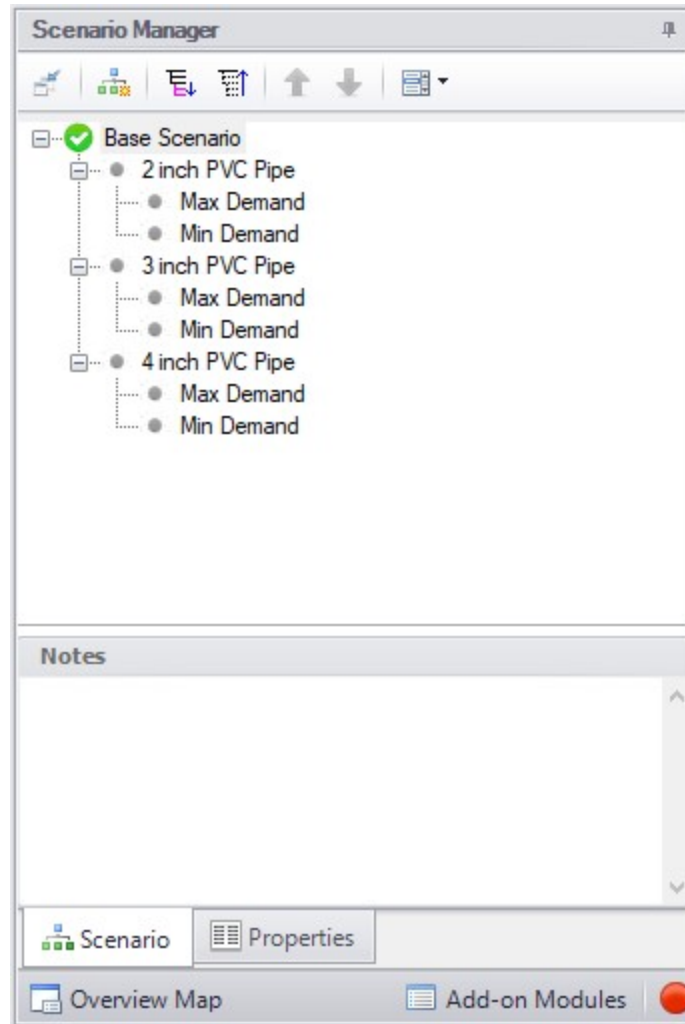 Scenario Manager
Base Scenario
2 inch PVC Pipe
Max Demand
Min Demand
3 inch PVC Pipe
Max Demand
Min Demand
4 inch PVC Pipe
Max Demand
Min Demand
Notes
Scenario Properties
Overview Map Add-on Modules